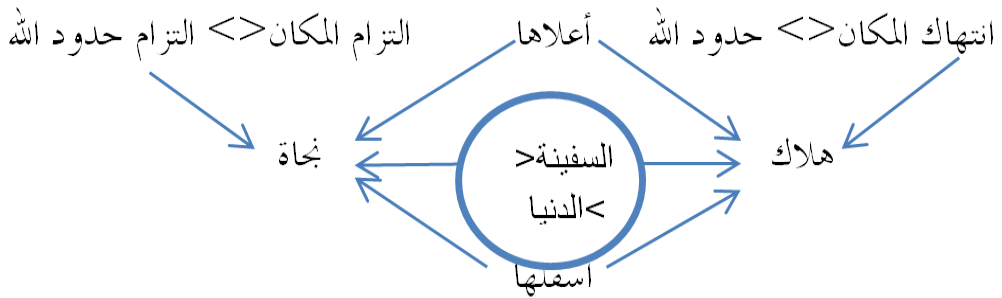 انتهاك المكان<> حدود الله
أعلاها
التزام المكان<> التزام حدود الله
هلاك
السفينة<
>الدنيا
نجاة
أسفلها